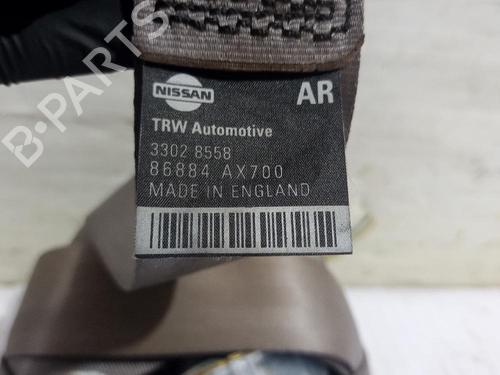 NISSAN
AR
TRW Automotive
3302 8558
86884 AX700
MADE IN ENGLAND
B-PARTS